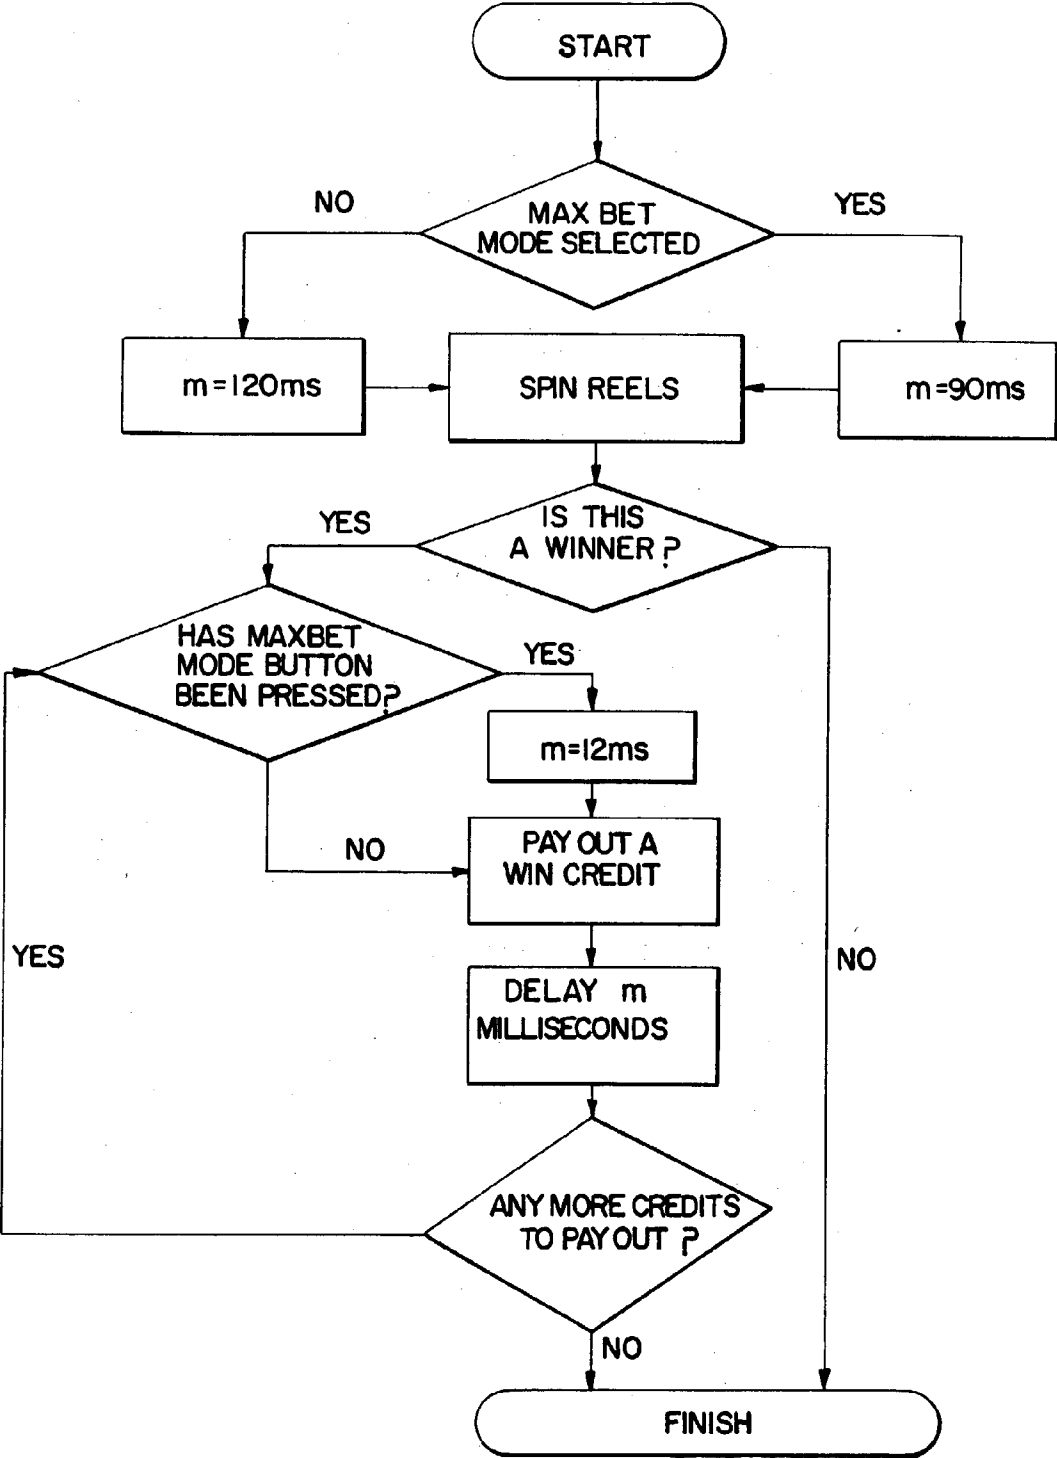 START
MAX BET
MODE SELECTED
NO
YES
m=120ms
SPIN REELS
m=90ms
IS THIS
A WINNER?
YES
HAS MAXBET
MODE BUTTON
BEEN PRESSED?
YES
m=12ms
NO
PAY OUT A
WIN CREDIT
YES
NO
DELAY m
MILLISECONDS
ANY MORE CREDITS
TO PAY OUT ?
NO
FINISH